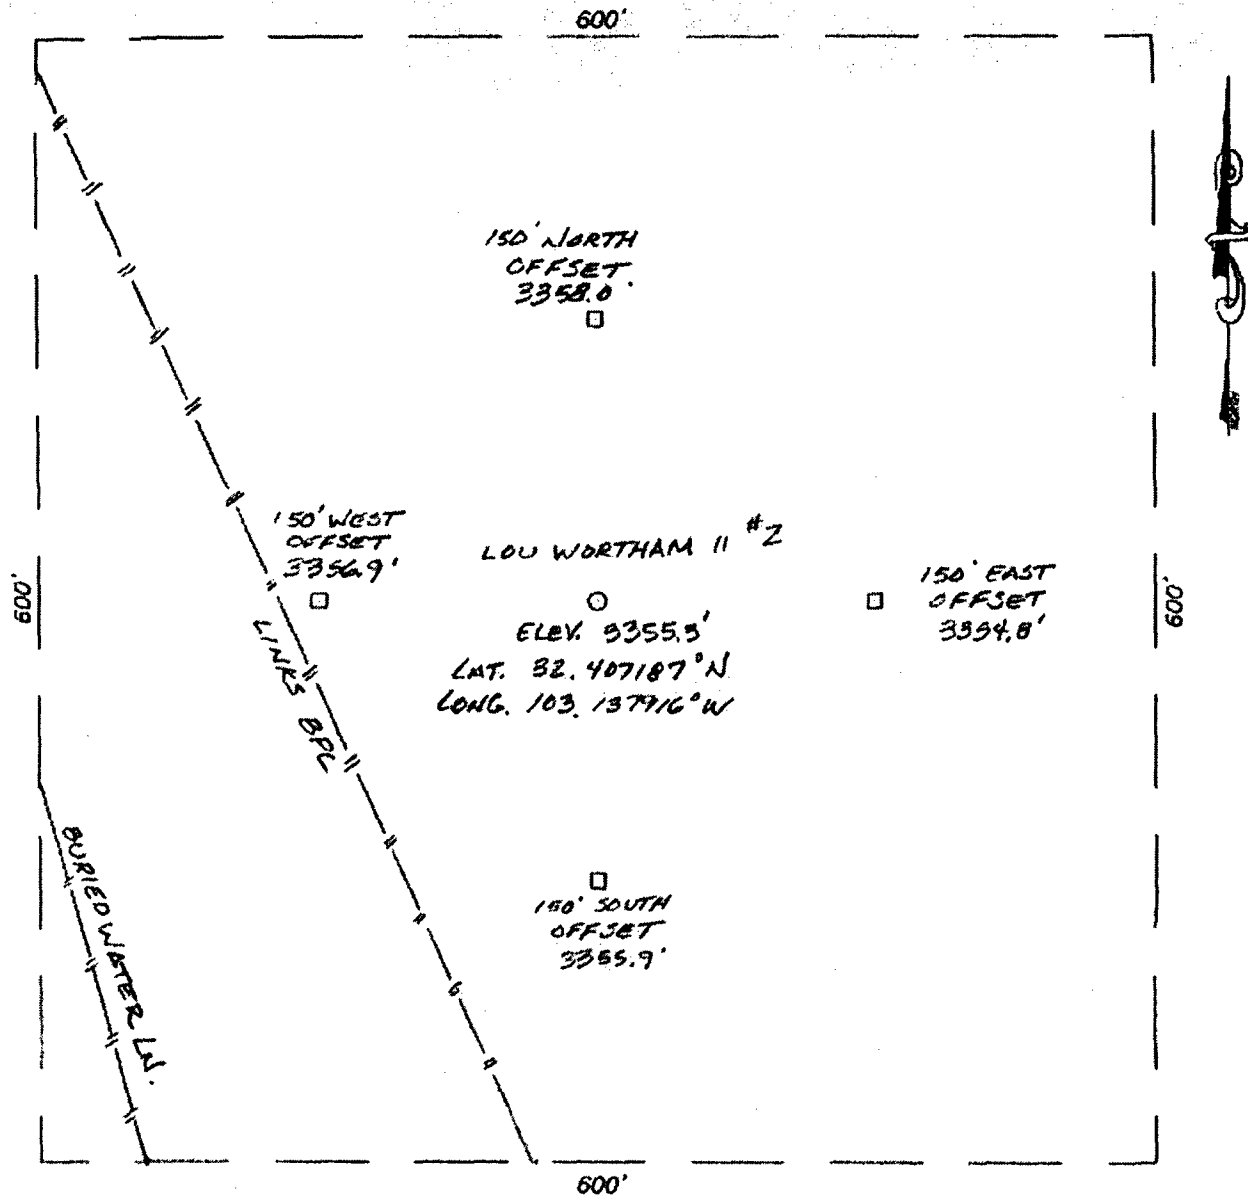 600'
150' NORTH
OFFSET
3358.0'
150' WEST
OFFSET
3356.9'
LOU WORTHAM 11 #2
ELEV. 3355.3'
LAT. 32.407187°N
LONG. 103.137916°W
150' EAST
OFFSET
3354.8'
600'
600'
LINKS BPC
BURIED WATER LN.
150' SOUTH
OFFSET
3355.9'
600'